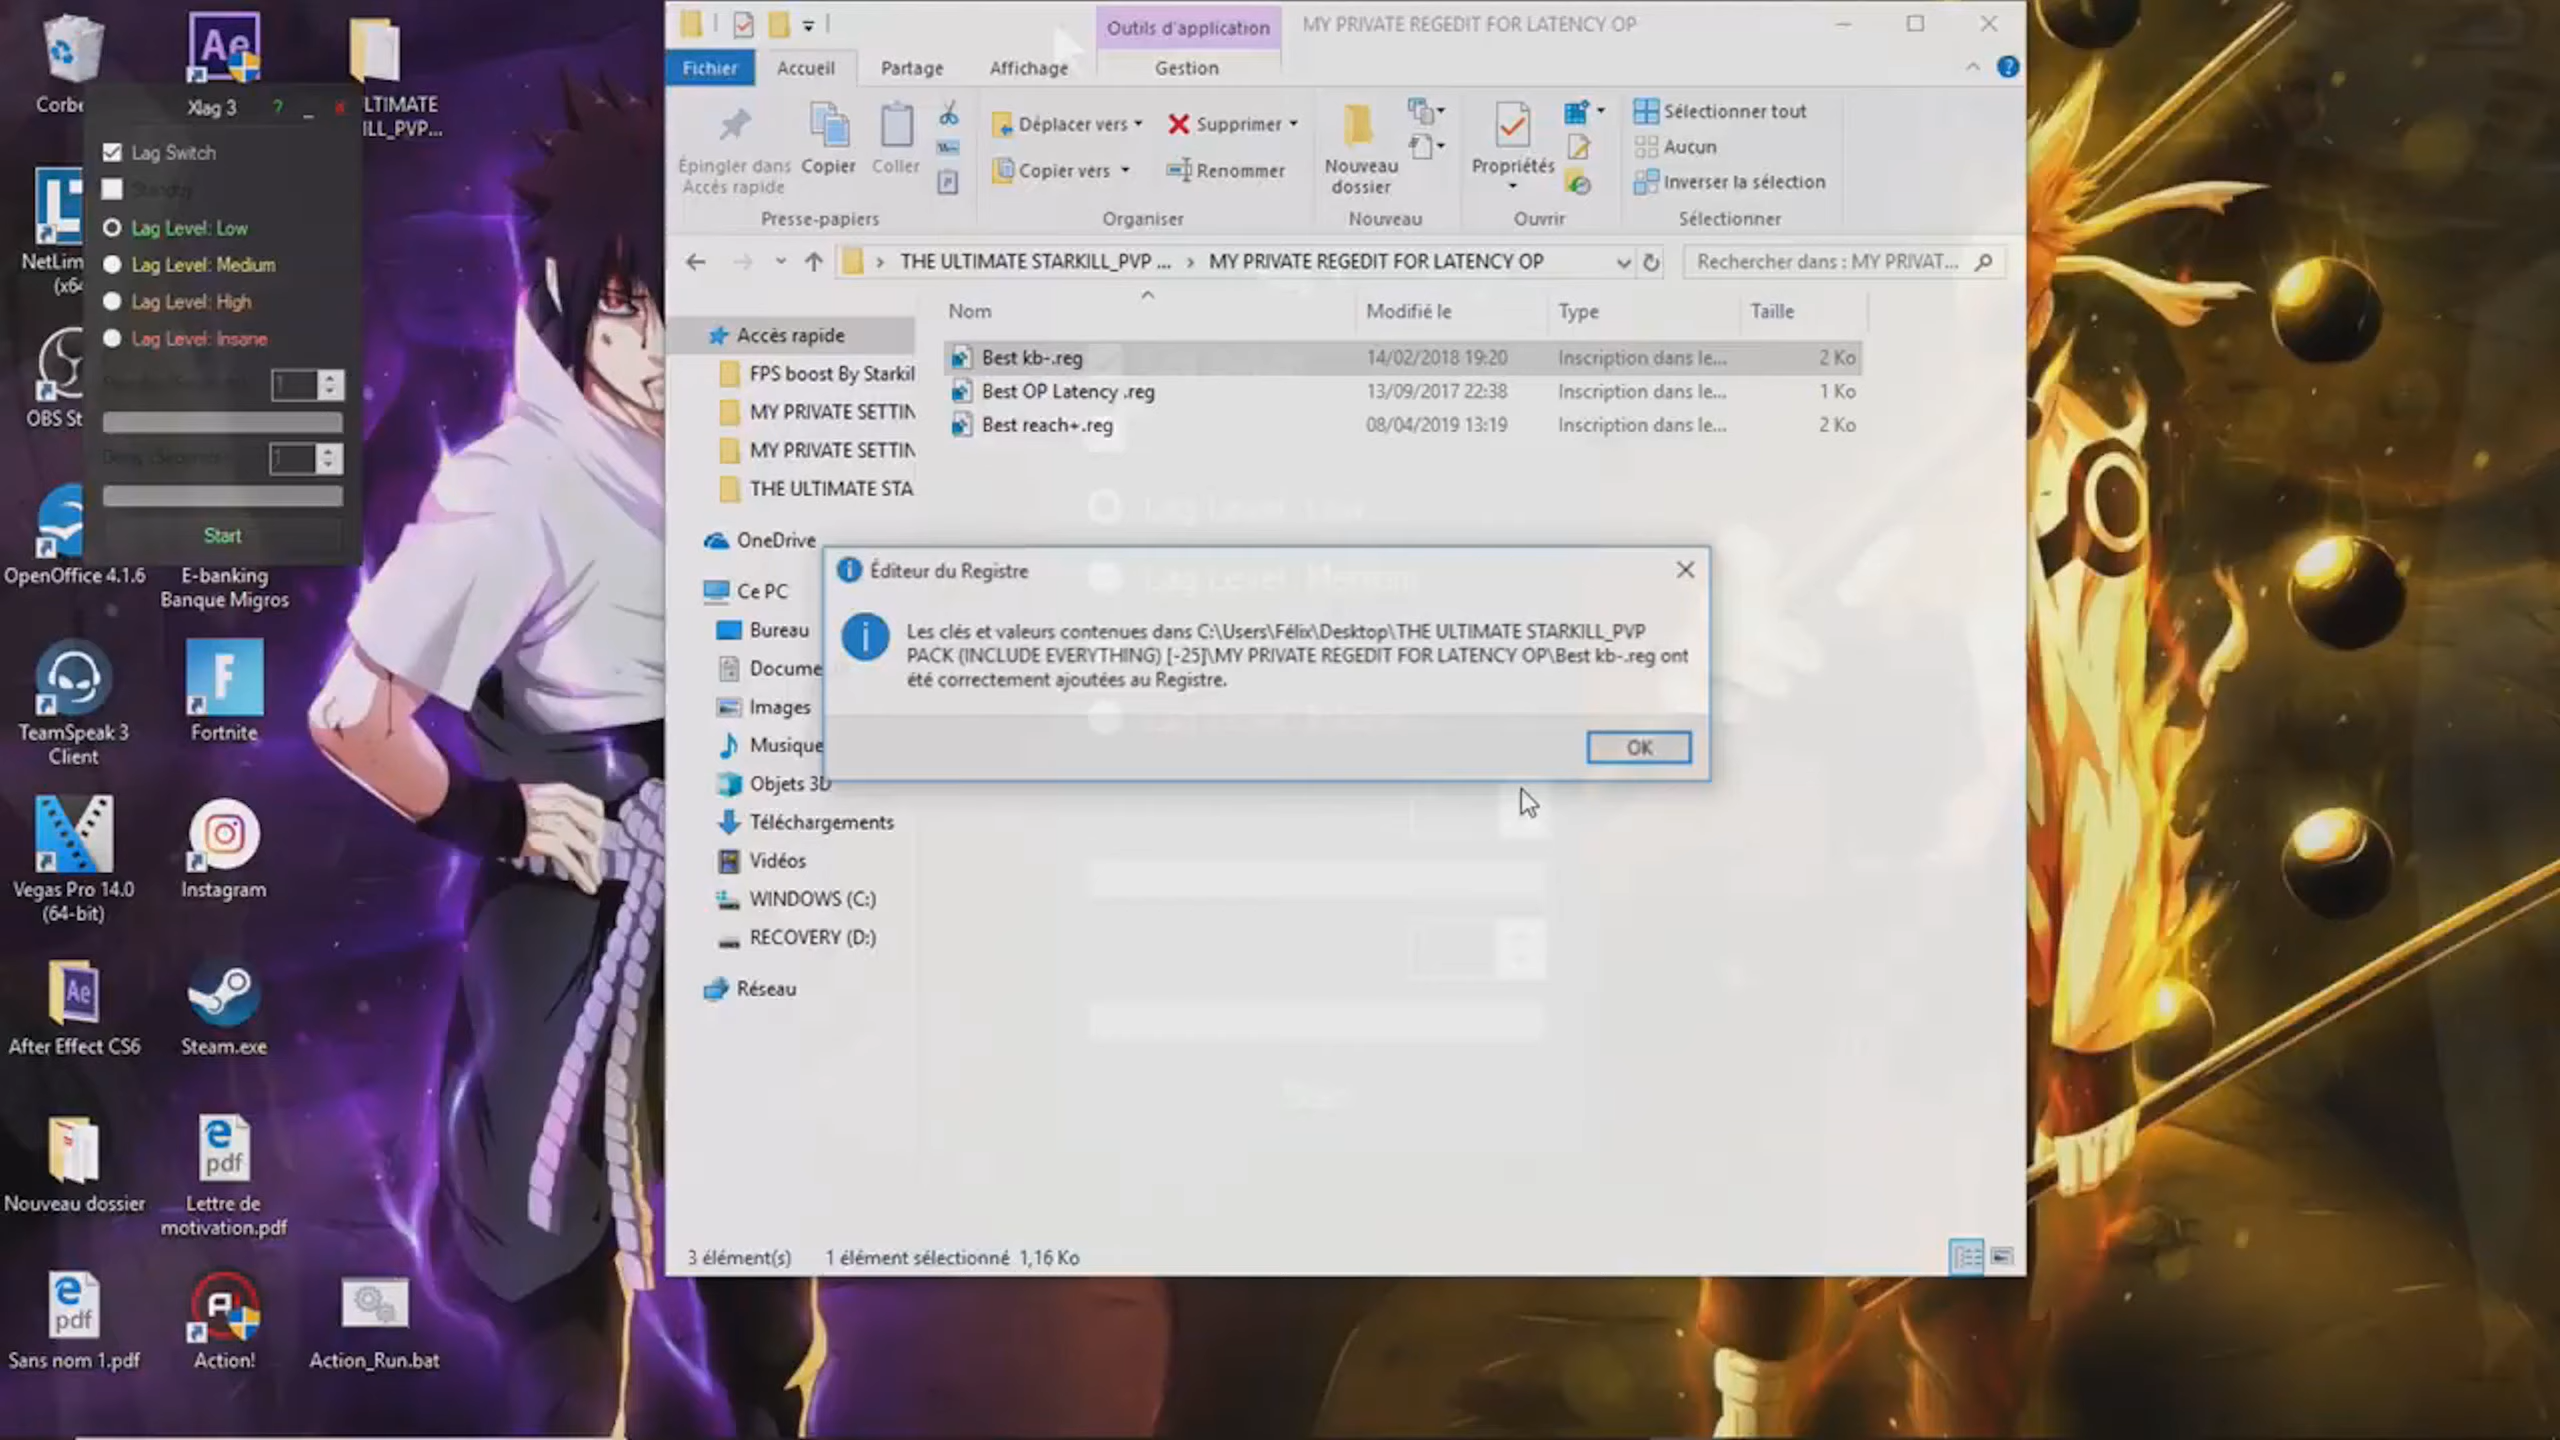 Corbe
LTIMATE
ILL_PVP...
Xlag 3
?
Lag Switch
Standby
Lag Level: Low
Lag Level: Medium
Lag Level: High
Lag Level: Insane
1
1
Start
NetLim
(x64
OBS St
OpenOffice 4.1.6
E-banking
Banque Migros
TeamSpeak 3
Client
Fortnite
Vegas Pro 14.0
(64-bit)
Instagram
After Effect CS6
Steam.exe
Nouveau dossier
Lettre de
motivation.pdf
Sans nom 1.pdf
Action!
Action_Run.bat
Outils d'application
MY PRIVATE REGEDIT FOR LATENCY OP
Fichier
Accueil
Partage
Affichage
Gestion
Épingler dans
Accès rapide
Copier
Coller
Presse-papiers
Déplacer vers
Copier vers
Supprimer
Renommer
Organiser
Nouveau
dossier
Nouveau
Propriétés
Ouvrir
Sélectionner tout
Aucun
Inverser la sélection
Sélectionner
THE ULTIMATE STARKILL_PVP ... › MY PRIVATE REGEDIT FOR LATENCY OP
Rechercher dans : MY PRIVAT...
Nom Modifié le Type Taille
Best kb-.reg 14/02/2018 19:20 Inscription dans le... 2 Ko
Best OP Latency .reg 13/09/2017 22:38 Inscription dans le... 1 Ko
Best reach+.reg 08/04/2019 13:19 Inscription dans le... 2 Ko
Accès rapide
FPS boost By Starkil
MY PRIVATE SETTIN
MY PRIVATE SETTIN
THE ULTIMATE STA
OneDrive
Ce PC
Bureau
Docume
Images
Musique
Objets 3D
Téléchargements
Vidéos
WINDOWS (C:)
RECOVERY (D:)
Réseau
Éditeur du Registre
Les clés et valeurs contenues dans C:\Users\Félix\Desktop\THE ULTIMATE STARKILL_PVP
PACK (INCLUDE EVERYTHING) [-25]\MY PRIVATE REGEDIT FOR LATENCY OP\Best kb-.reg ont
été correctement ajoutées au Registre.
OK
3 élément(s) 1 élément sélectionné 1,16 Ko